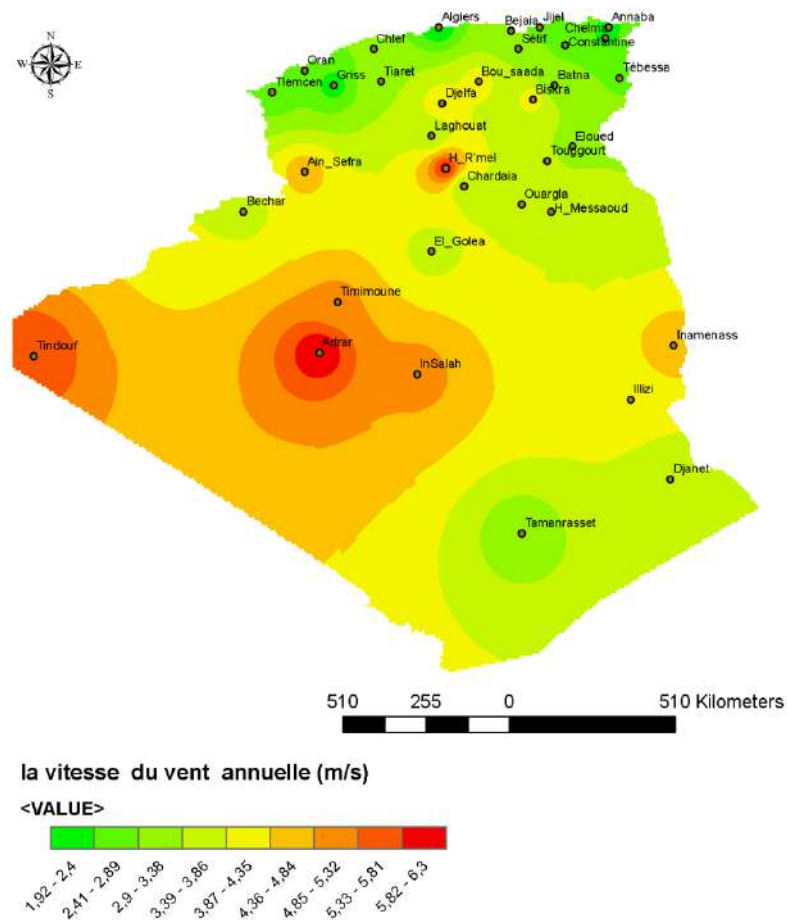 Algiers
Bejaia
Jijel
Annaba
Chelma
Chlef
Sétif
Constantine
N
W E
S
Oran
Tlemcen
Griss
Tiaret
Bou_saada
Batna
Tébessa
Djelfa
Biskra
Laghouat
Eloued
Touggourt
Ain_Sefra
H_R'mel
Chardaia
Bechar
Ouargla
H_Messaoud
El_Golea
Timimoune
Tindouf
Adrar
Inamenass
InSalah
Illizi
Djanet
Tamanrasset
510 255 0 510 Kilometers
la vitesse du vent annuelle (m/s)
<VALUE>
1,92 - 2,4
2,41 - 2,89
2,9 - 3,38
3,39 - 3,86
3,87 - 4,35
4,36 - 4,84
4,85 - 5,32
5,33 - 5,81
5,82 - 6,3